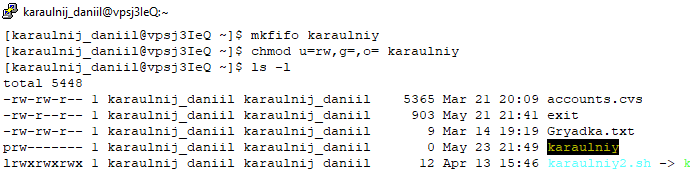 karaulnij_daniil@vpsj3IeQ:~
[karaulnij_daniil@vpsj3IeQ ~]$ mkfifo karaulniy
[karaulnij_daniil@vpsj3IeQ ~]$ chmod u=rw,g=,o= karaulniy
[karaulnij_daniil@vpsj3IeQ ~]$ ls -l
total 5448
-rw-rw-r-- 1 karaulnij_daniil karaulnij_daniil    5365 Mar 21 20:09 accounts.cvs
-rw-rw-r-- 1 karaulnij_daniil karaulnij_daniil     903 May 21 21:41 exit
-rw-rw-r-- 1 karaulnij_daniil karaulnij_daniil       9 Mar 14 19:19 Gryadka.txt
prw------- 1 karaulnij_daniil karaulnij_daniil       0 May 23 21:49 karaulniy
lrwxrwxrwx 1 karaulnij_daniil karaulnij_daniil      12 Apr 13 15:46 karaulniy2.sh -> k